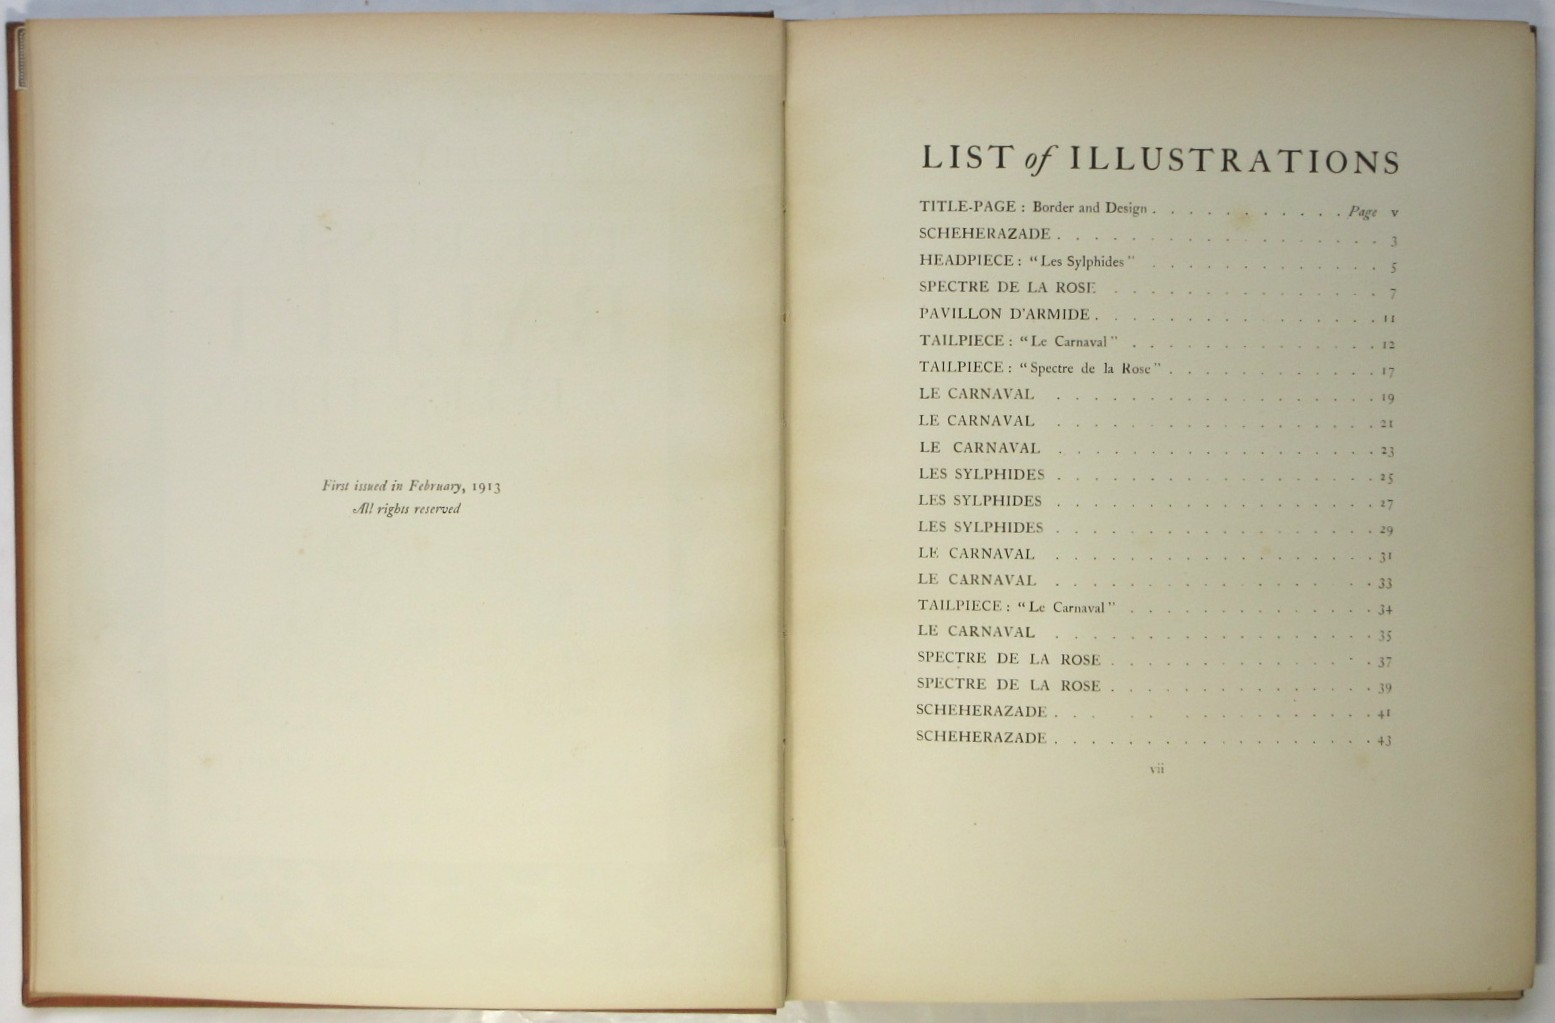 First issued in February, 1913
All rights reserved
LIST of ILLUSTRATIONS
TITLE-PAGE : Border and Design . . . . . . . . . . . Page v
SCHEHERAZADE . . . . . . . . . . . . . . . . . . 3
HEADPIECE : “Les Sylphides” . . . . . . . . . . . . . 5
SPECTRE DE LA ROSE . . . . . . . . . . . . . . . 7
PAVILLON D'ARMIDE . . . . . . . . . . . . . . . . 11
TAILPIECE : “Le Carnaval” . . . . . . . . . . . . . . 12
TAILPIECE : “Spectre de la Rose” . . . . . . . . . . . . 17
LE CARNAVAL . . . . . . . . . . . . . . . . . . 19
LE CARNAVAL . . . . . . . . . . . . . . . . . . 21
LE CARNAVAL . . . . . . . . . . . . . . . . . . 23
LES SYLPHIDES . . . . . . . . . . . . . . . . . . 25
LES SYLPHIDES . . . . . . . . . . . . . . . . . . 27
LES SYLPHIDES . . . . . . . . . . . . . . . . . . 29
LE CARNAVAL . . . . . . . . . . . . . . . . . . 31
LE CARNAVAL . . . . . . . . . . . . . . . . . . 33
TAILPIECE : “Le Carnaval” . . . . . . . . . . . . . . 34
LE CARNAVAL . . . . . . . . . . . . . . . . . . 35
SPECTRE DE LA ROSE . . . . . . . . . . . . . . . 37
SPECTRE DE LA ROSE . . . . . . . . . . . . . . . 39
SCHEHERAZADE . . . . . . . . . . . . . . . . . 41
SCHEHERAZADE . . . . . . . . . . . . . . . . . . 43
vii